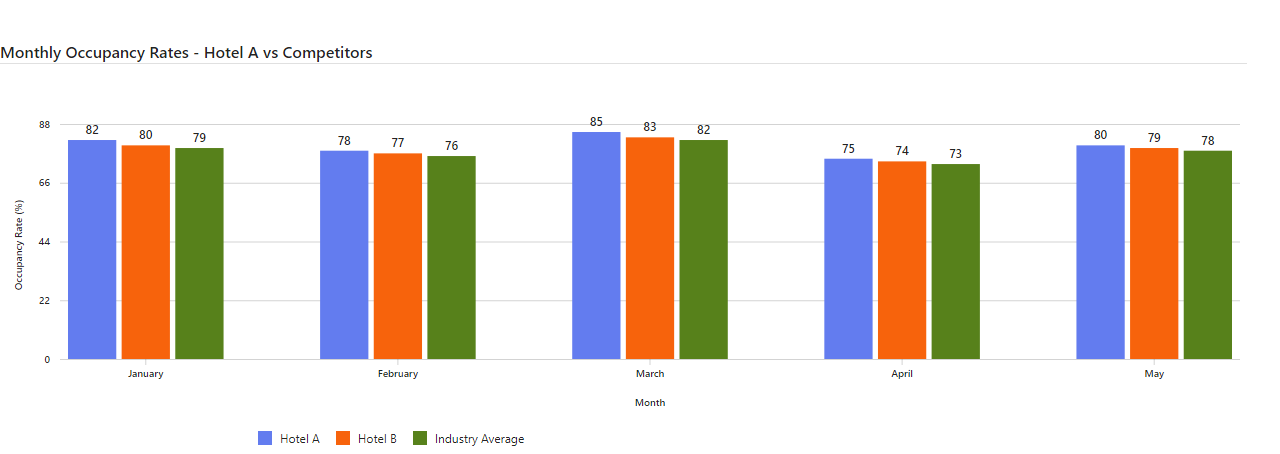 Monthly Occupancy Rates - Hotel A vs Competitors
Occupancy Rate (%)
88
66
44
22
0
82 80 79
78 77 76
85 83 82
75 74 73
80 79 78
January February March April May
Month
Hotel A Hotel B Industry Average